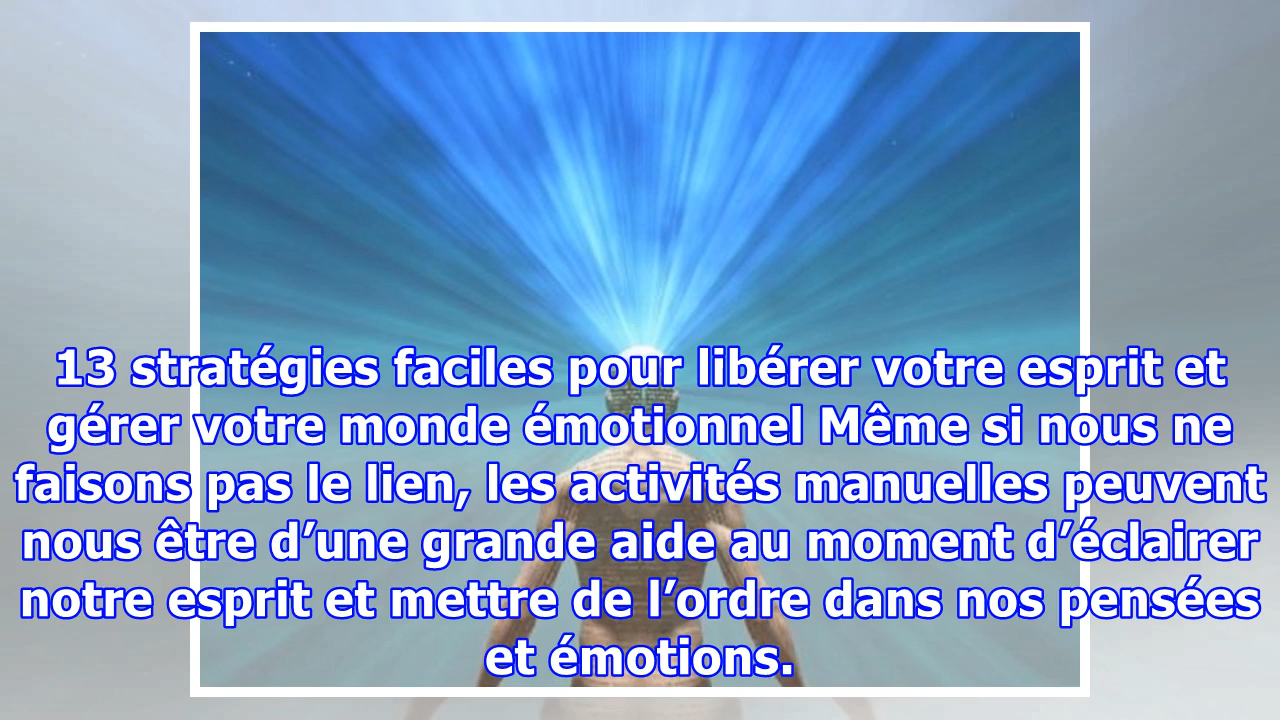 13 stratégies faciles pour libérer votre esprit et
gérer votre monde émotionnel Même si nous ne
faisons pas le lien, les activités manuelles peuvent
nous être d’une grande aide au moment d’éclairer
notre esprit et mettre de l’ordre dans nos pensées
et émotions.